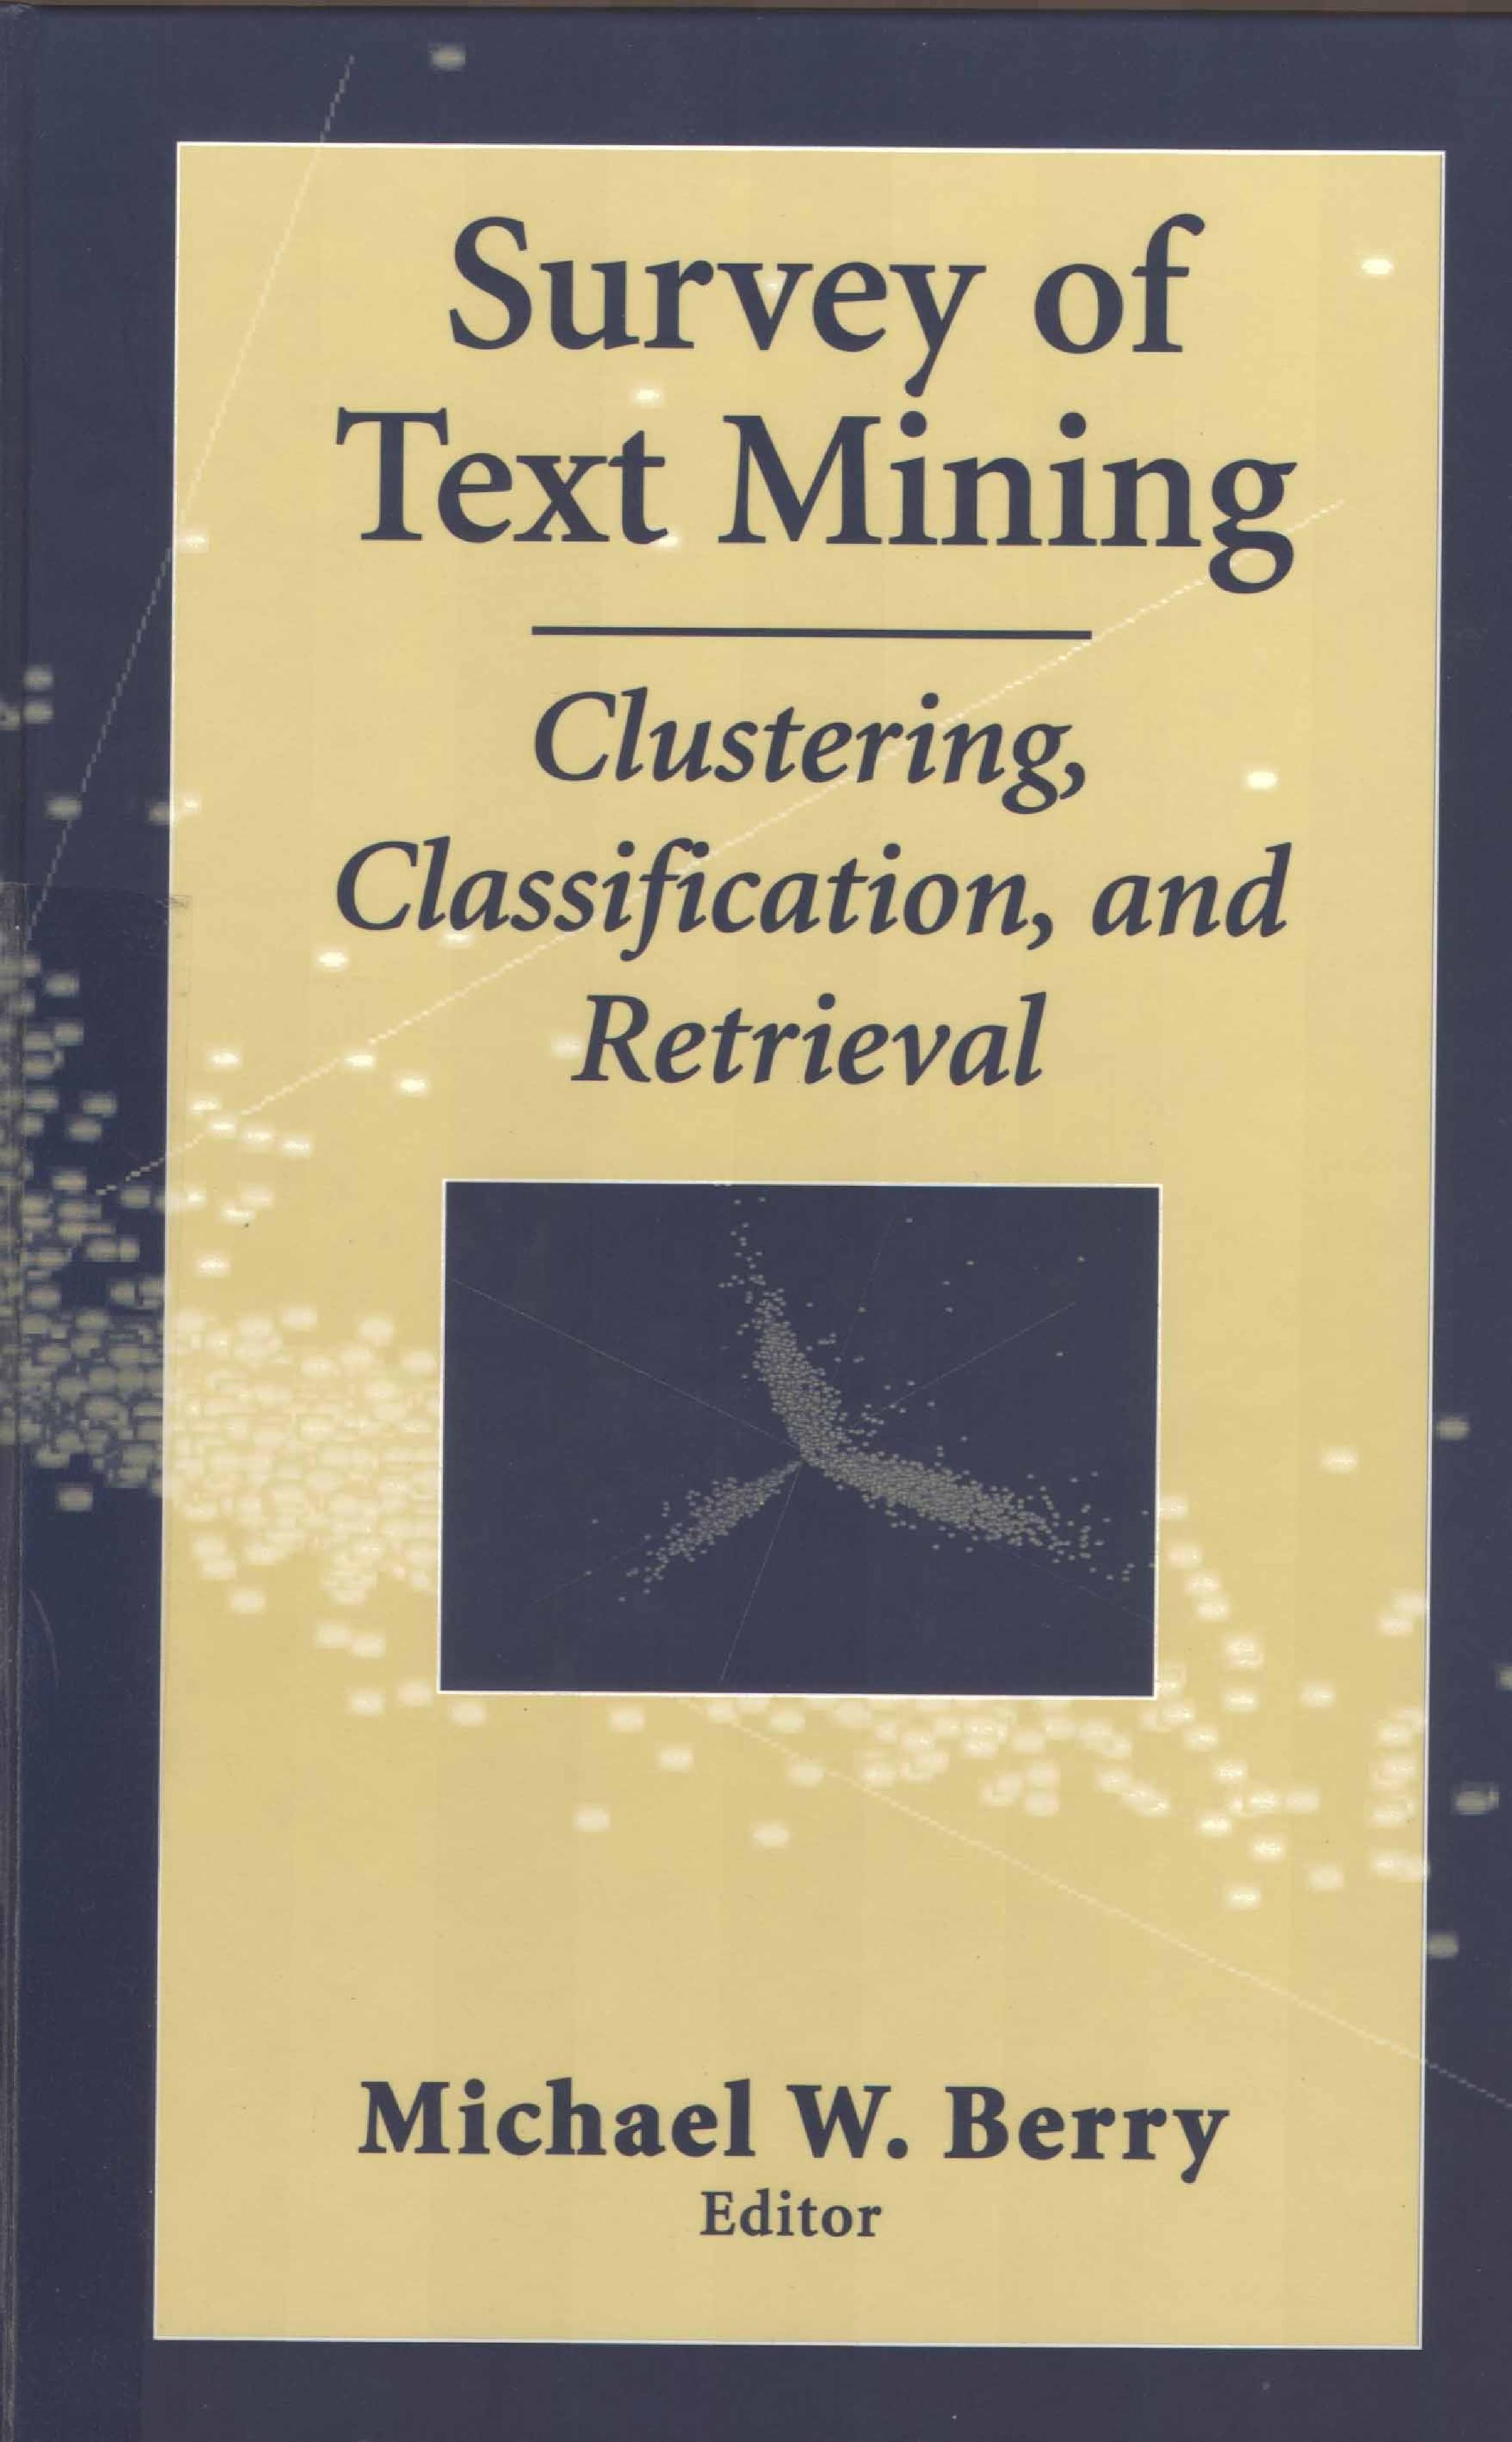 Survey of
Text Mining
Clustering,
Classification, and
Retrieval
Michael W. Berry
Editor